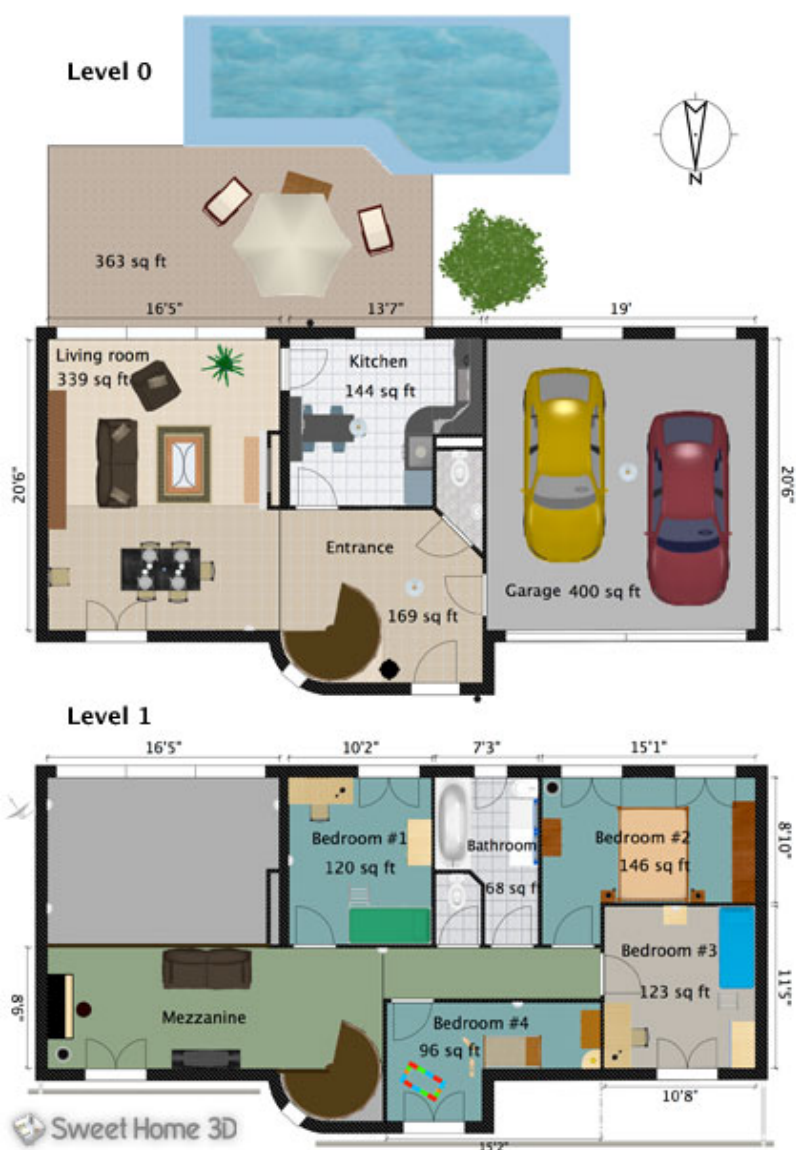 Level 0
N
363 sq ft
16'5" 13'7" 19'
Living room
339 sq ft
Kitchen
144 sq ft
20'6"
20'6"
Entrance
169 sq ft
Garage 400 sq ft
Level 1
16'5" 10'2" 7'3" 15'1"
8'10"
Bedroom #1
120 sq ft
Bathroom
68 sq ft
Bedroom #2
146 sq ft
Bedroom #3
123 sq ft
11'5"
Mezzanine
Bedroom #4
96 sq ft
10'8"
15'2"
Sweet Home 3D